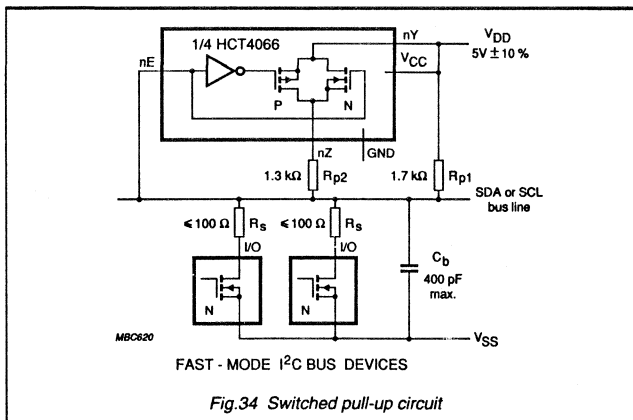 1/4 HCT4066
nY
VDD
5V ± 10 %
VCC
nE
P
N
nZ
GND
1.3 kΩ
Rp2
1.7 kΩ
Rp1
SDA or SCL
bus line
≤ 100 Ω
Rs
≤ 100 Ω
Rs
I/O
I/O
Cb
400 pF
max.
N
N
MBC620
VSS
FAST - MODE I²C BUS DEVICES
Fig.34 Switched pull-up circuit